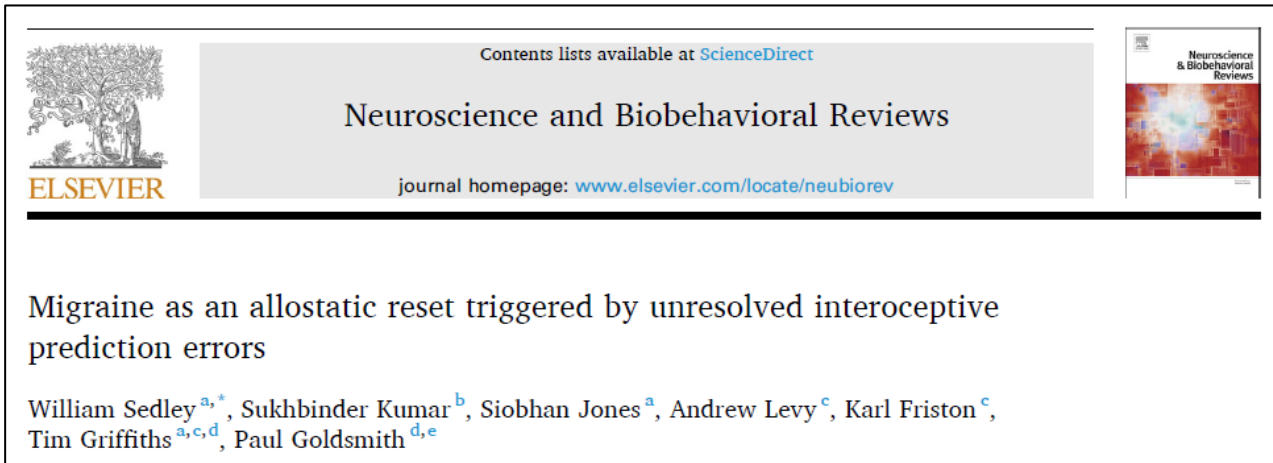 Contents lists available at ScienceDirect
Neuroscience and Biobehavioral Reviews
journal homepage: www.elsevier.com/locate/neubiorev
ELSEVIER
Neuroscience
& Biobehavioral
Reviews
Migraine as an allostatic reset triggered by unresolved interoceptive
prediction errors
William Sedley a,*, Sukhbinder Kumar b, Siobhan Jones a, Andrew Levy c, Karl Friston c,
Tim Griffiths a,c,d, Paul Goldsmith d,e